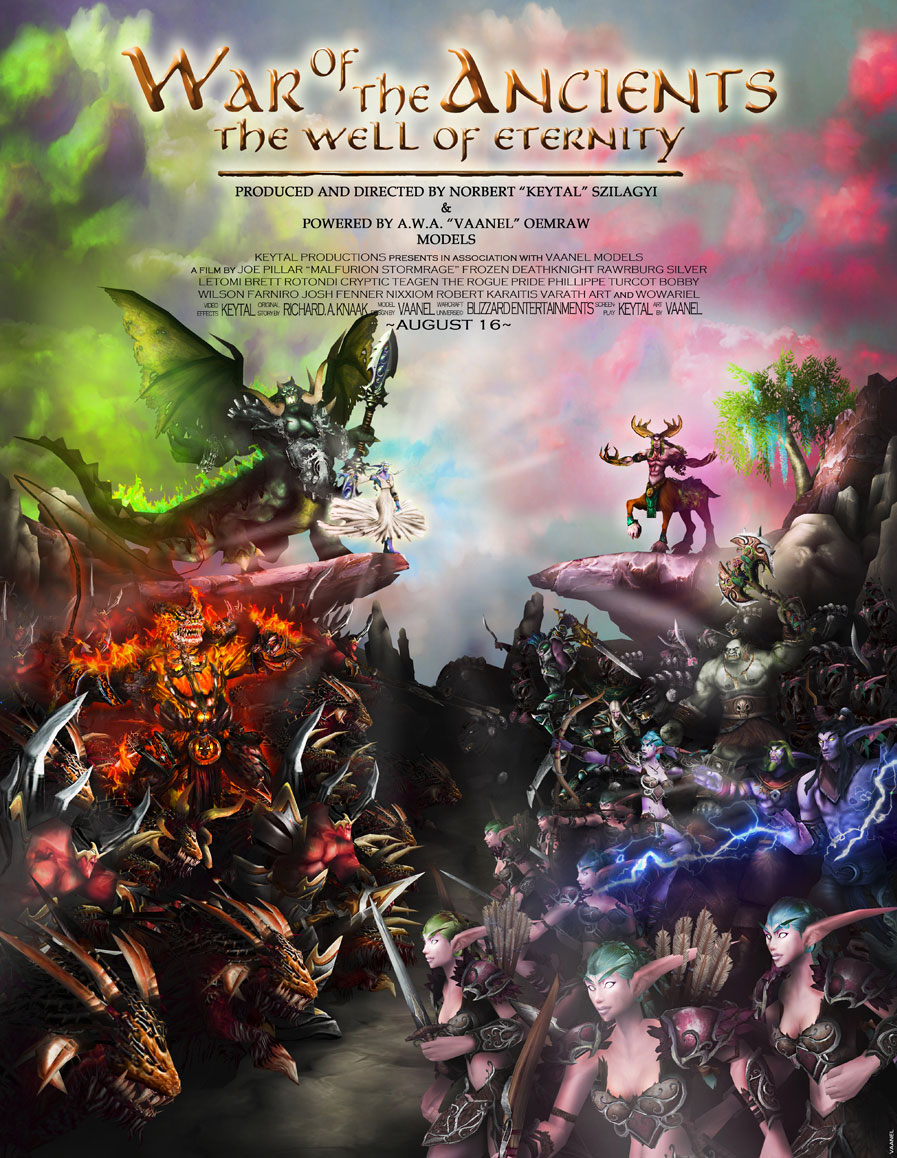 WAR OF THE ANCIENTS
THE WELL OF ETERNITY
PRODUCED AND DIRECTED BY NORBERT "KEYTAL" SZILAGYI
&
POWERED BY A.W.A. "VAANEL" OEMRAW
MODELS
KEYTAL PRODUCTIONS PRESENTS IN ASSOCIATION WITH VAANEL MODELS
A FILM BY JOE PILLAR "MALFURION STORMRAGE" FROZEN DEATHKNIGHT RAWRBURG SILVER
LETOMI BRETT ROTONDI CRYPTIC TEAGEN THE ROGUE PRIDE PHILLIPPE TURCOT BOBBY
WILSON FARNIRO JOSH FENNER NIXXIOM ROBERT KARAITIS VARATH ART AND WOWARIEL
VIDEO EFFECTS KEYTAL ORIGINAL STORY BY RICHARD.A.KNAAK MODEL DESIGN BY VAANEL WARCRAFT UNIVERSE© BLIZZARD ENTERTAINMENTS SCREEN PLAY KEYTAL ART BY VAANEL
~AUGUST 16~
VAANEL